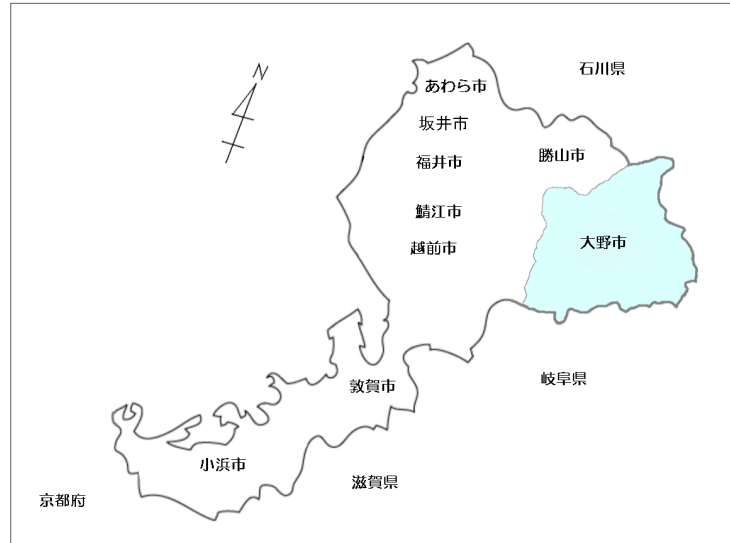 N
石川県
あわら市
坂井市
福井市
勝山市
鯖江市
越前市
大野市
敦賀市
岐阜県
小浜市
滋賀県
京都府